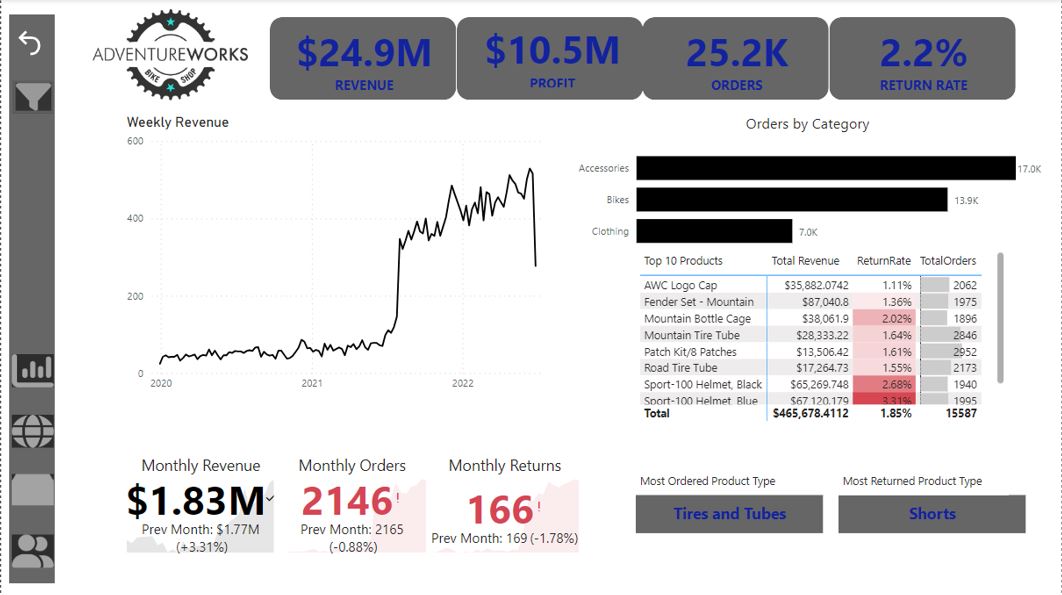 ADVENTUREWORKS
BIKE SHOP
$24.9M
REVENUE
$10.5M
PROFIT
25.2K
ORDERS
2.2%
RETURN RATE
Weekly Revenue
600
400
200
0
2020
2021
2022
Orders by Category
Accessories
17.0K
Bikes
13.9K
Clothing
7.0K
Top 10 Products Total Revenue ReturnRate TotalOrders
AWC Logo Cap $35,882.0742 1.11% 2062
Fender Set - Mountain $87,040.8 1.36% 1975
Mountain Bottle Cage $38,061.9 2.02% 1896
Mountain Tire Tube $28,333.22 1.64% 2846
Patch Kit/8 Patches $13,506.42 1.61% 2952
Road Tire Tube $17,264.73 1.55% 2173
Sport-100 Helmet, Black $65,269.748 2.68% 1940
Sport-100 Helmet, Blue $67,120.179 3.31% 1995
Total $465,678.4112 1.85% 15587
Monthly Revenue
$1.83M
Prev Month: $1.77M
(+3.31%)
Monthly Orders
2146!
Prev Month: 2165
(-0.88%)
Monthly Returns
166!
Prev Month: 169 (-1.78%)
Most Ordered Product Type
Tires and Tubes
Most Returned Product Type
Shorts